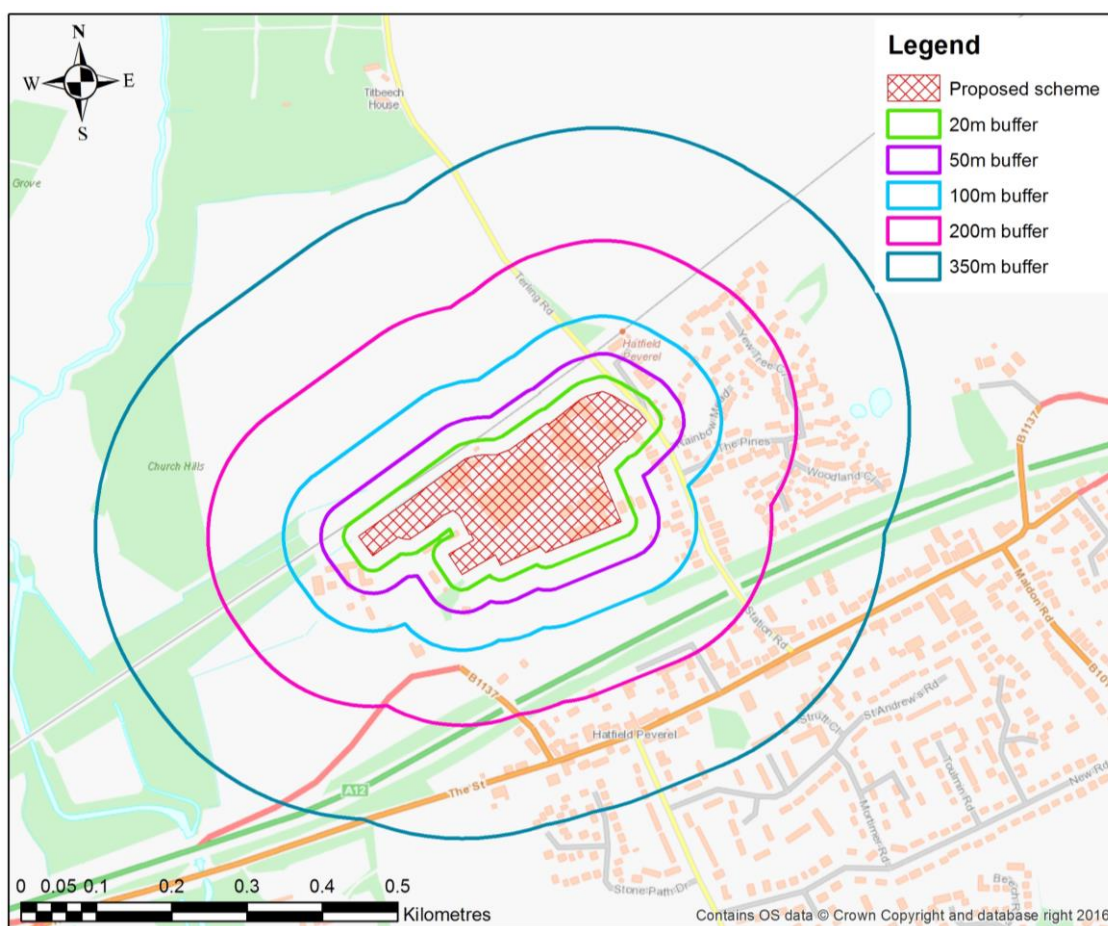 N
W
E
S
Titbeech
House
Grove
Legend
Proposed scheme
20m buffer
50m buffer
100m buffer
200m buffer
350m buffer
Terling Rd
Hatfield
Peverel
Yew Tree
Rainbow Mead
The Pines
Woodland Cl
Church Hills
B1137
Maldon Rd
Station Rd
B1137
B10
St Andrew's Rd
Strutt Cl
Hatfield Peverel
Toulmin Rd
New Rd
A12
The St
Mortimer Rd
Stone Path Dr
0 0.05 0.1 0.2 0.3 0.4 0.5
Kilometres
Contains OS data © Crown Copyright and database right 2016